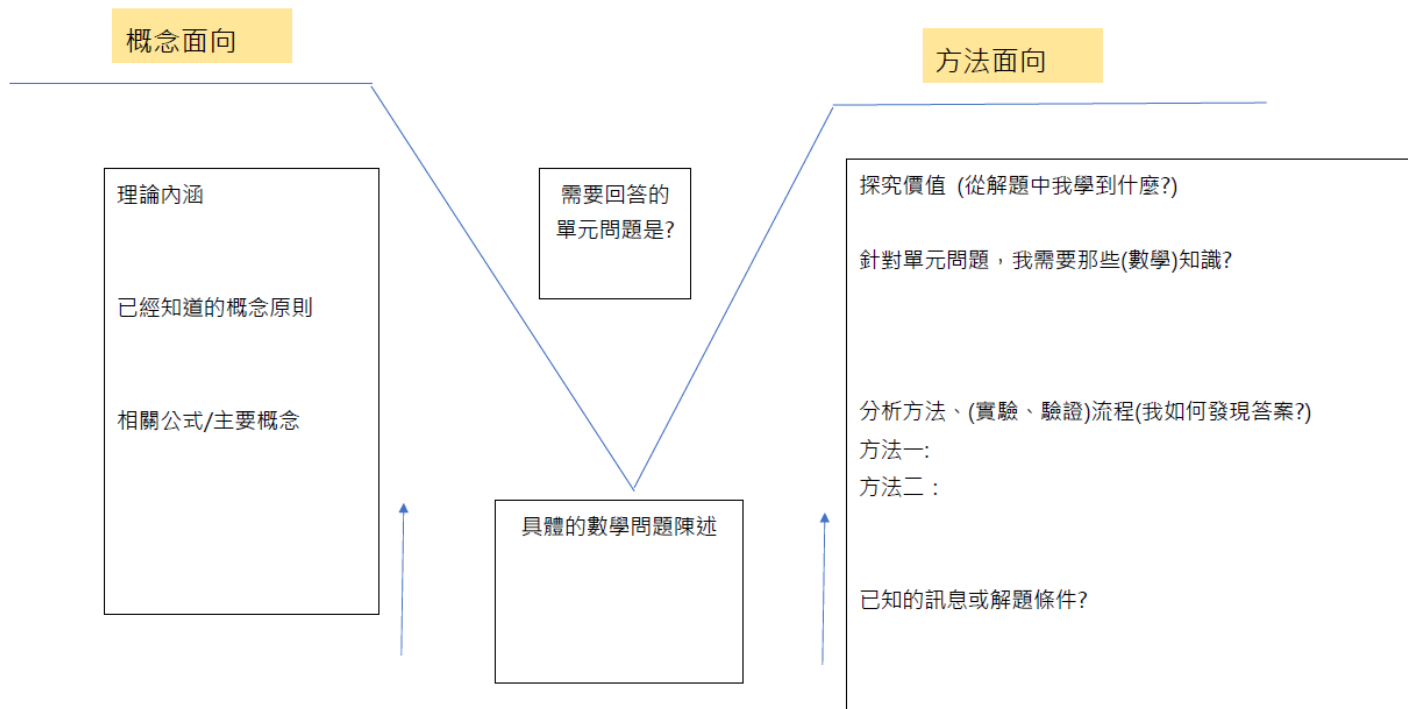 概念面向
方法面向
理論內涵
已經知道的概念原則
相關公式/主要概念
需要回答的
單元問題是?
具體的數學問題陳述
探究價值 (從解題中我學到什麼?)
針對單元問題，我需要那些(數學)知識?
分析方法、(實驗、驗證)流程(我如何發現答案?)
方法一:
方法二：
已知的訊息或解題條件?